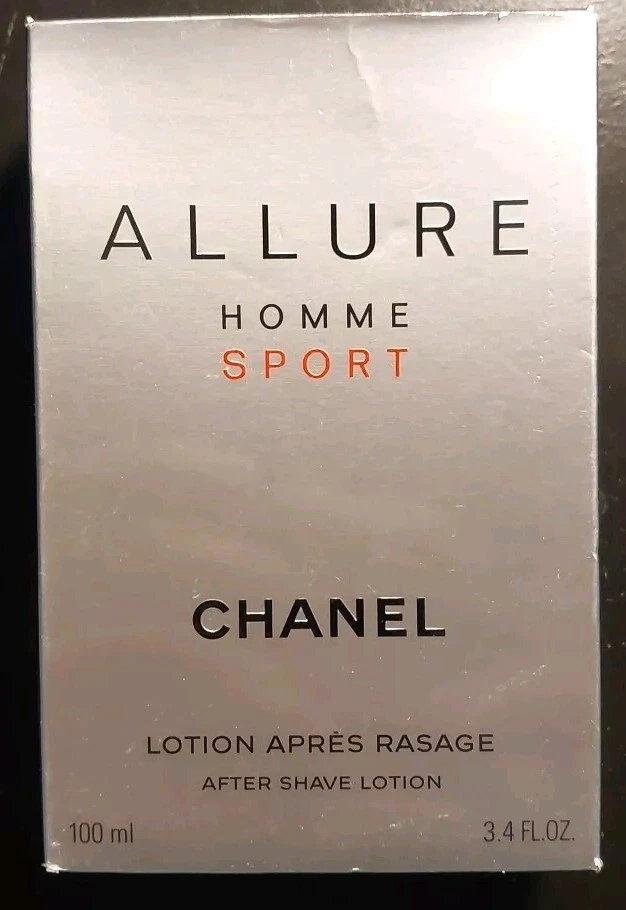 ALLURE
HOMME
SPORT
CHANEL
LOTION APRÈS RASAGE
AFTER SHAVE LOTION
100 ml 3.4 FL.OZ.